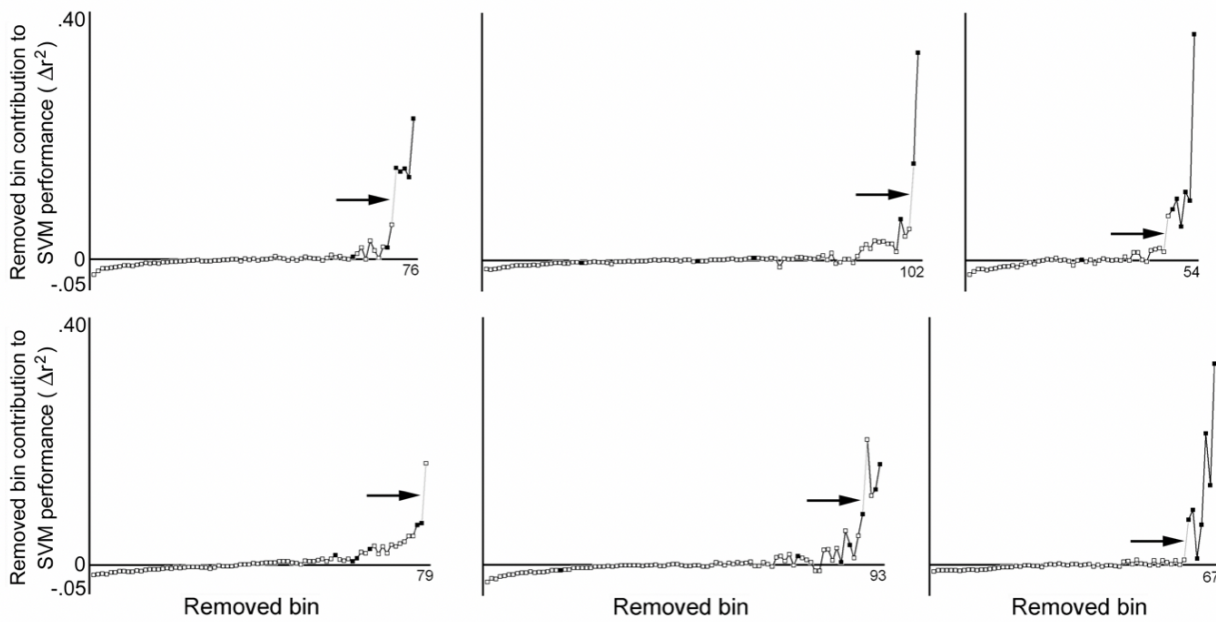 Removed bin contribution to
SVM performance ( Δr²)
.40
0
-.05
76
102
54
Removed bin contribution to
SVM performance ( Δr²)
.40
0
-.05
79
93
67
Removed bin
Removed bin
Removed bin